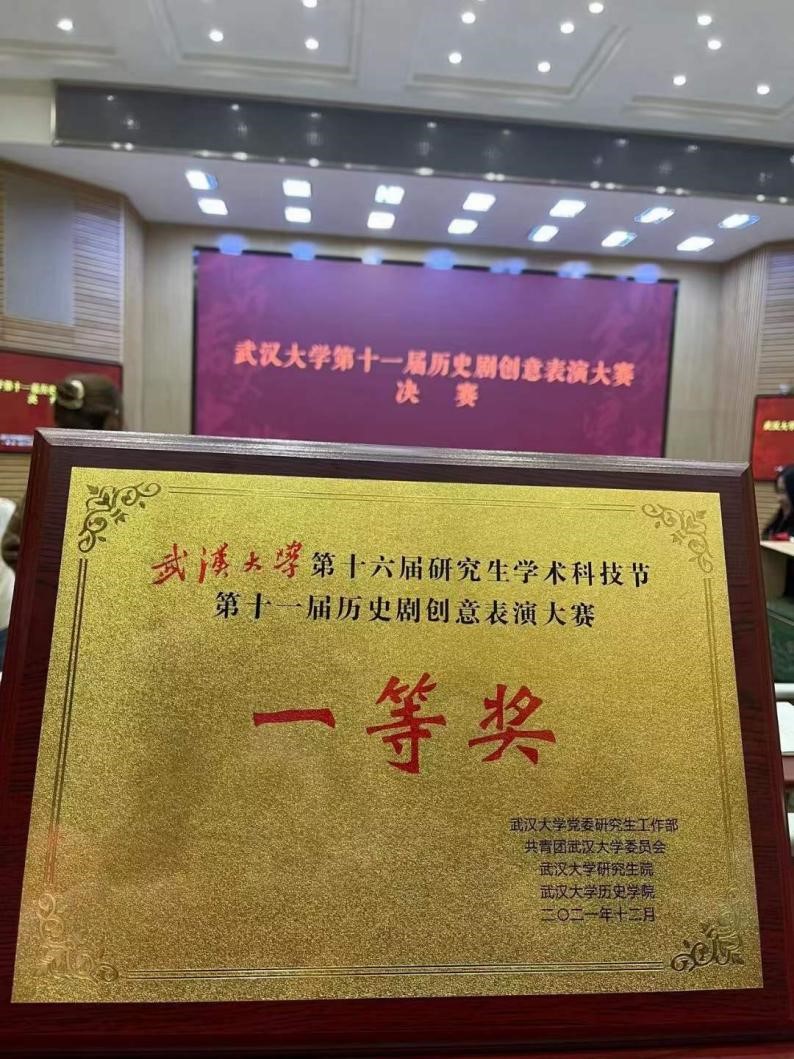 武汉大学第十一届历史剧创意表演大赛
决 赛
武漢大學第十六届研究生学术科技节
第十一届历史剧创意表演大赛
一等奖
武汉大学党委研究生工作部
共青团武汉大学委员会
武汉大学研究生院
武汉大学历史学院
二〇二一年十二月